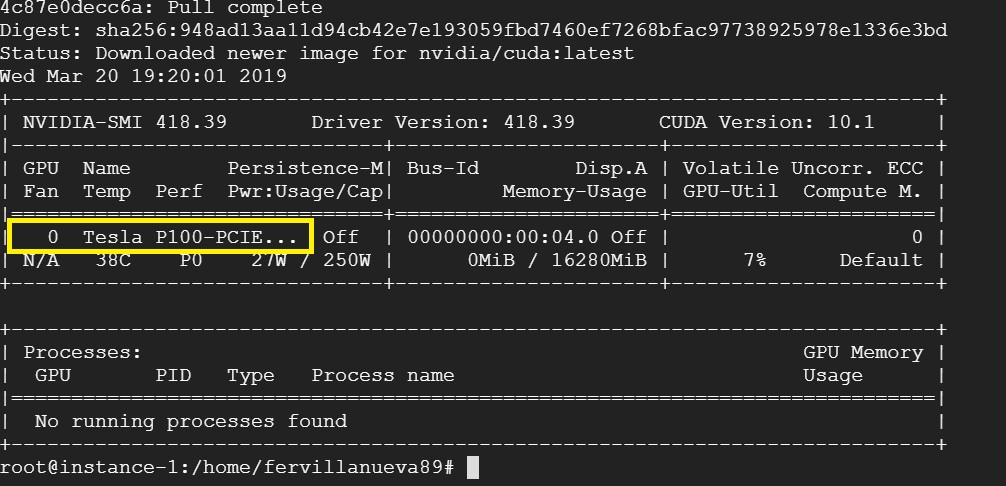 4c87e0decc6a: Pull complete
Digest: sha256:948ad13aa11d94cb42e7e193059fbd7460ef7268bfac97738925978e1336e3bd
Status: Downloaded newer image for nvidia/cuda:latest
Wed Mar 20 19:20:01 2019
+-----------------------------------------------------------------------------+
| NVIDIA-SMI 418.39       Driver Version: 418.39       CUDA Version: 10.1     |
|-------------------------------+----------------------+----------------------+
| GPU  Name        Persistence-M| Bus-Id        Disp.A | Volatile Uncorr. ECC |
| Fan  Temp  Perf  Pwr:Usage/Cap|         Memory-Usage | GPU-Util  Compute M. |
|===============================+======================+======================|
|   0  Tesla P100-PCIE...  Off  | 00000000:00:04.0 Off |                    0 |
| N/A   38C    P0    27W / 250W |      0MiB / 16280MiB |      7%      Default |
+-------------------------------+----------------------+----------------------+
+-----------------------------------------------------------------------------+
| Processes:                                                       GPU Memory |
|  GPU       PID   Type   Process name                             Usage      |
|=============================================================================|
|  No running processes found                                                 |
+-----------------------------------------------------------------------------+
root@instance-1:/home/fervillanueva89#